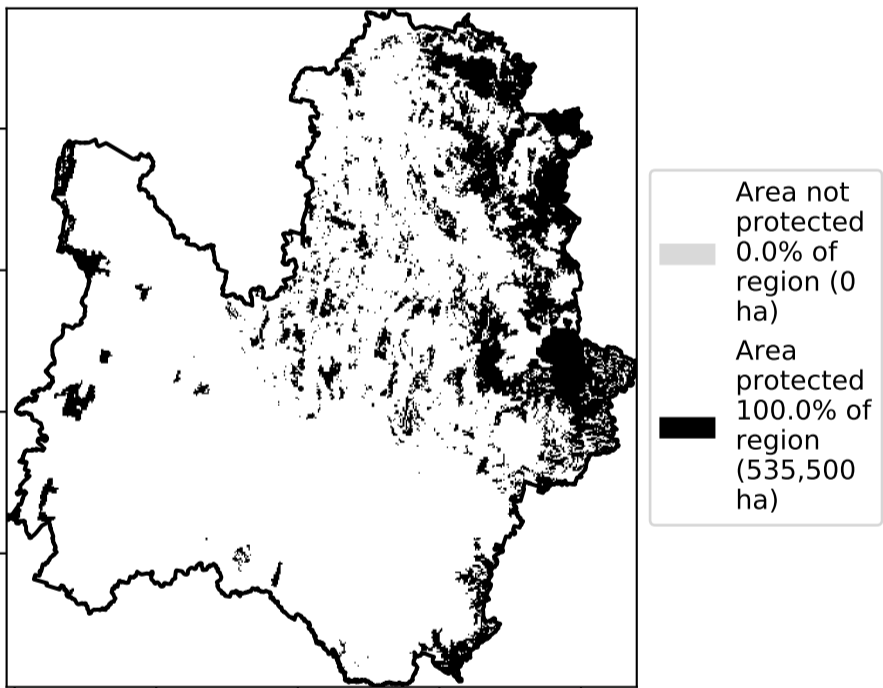 Area not
protected
0.0% of
region (0
ha)
Area
protected
100.0% of
region
(535,500
ha)